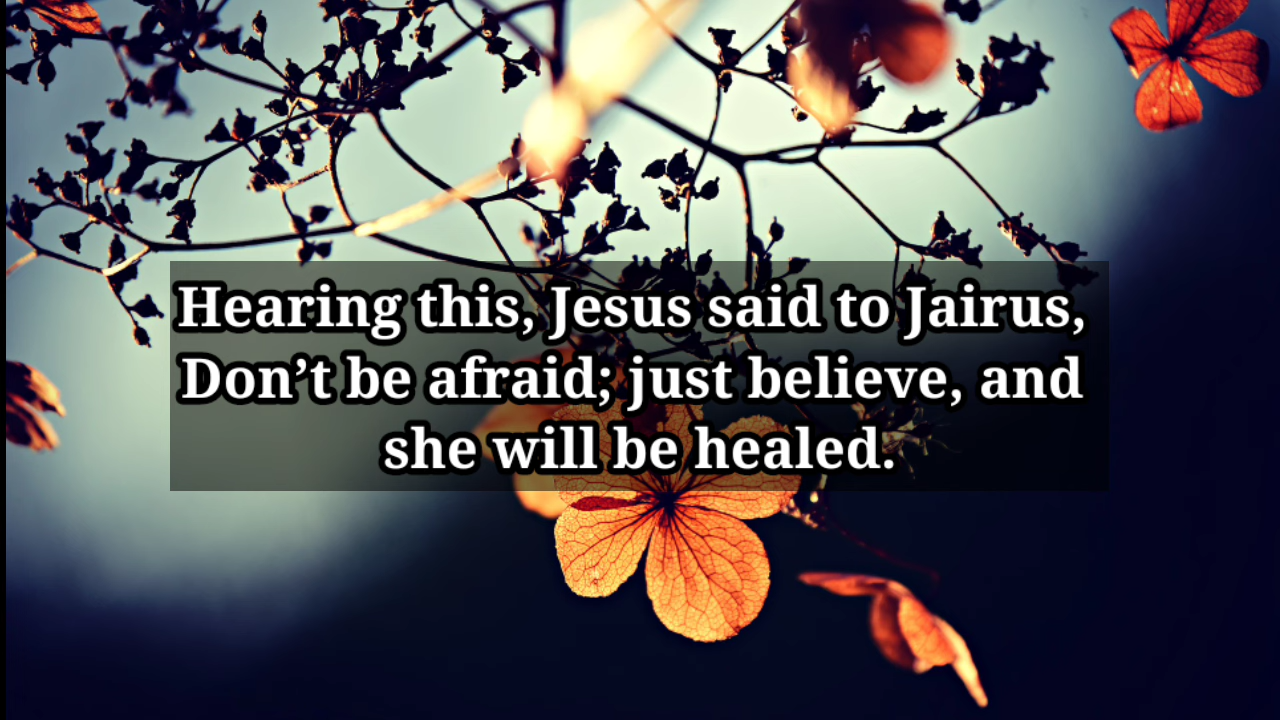 Hearing this, Jesus said to Jairus,
Don’t be afraid; just believe, and
she will be healed.